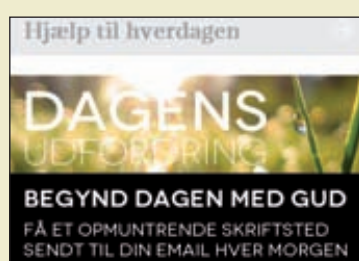 Hjælp til hverdagen
DAGENS
UDFORDRING
BEGYND DAGEN MED GUD
FÅ ET OPMUNTRENDE SKRIFTSTED
SENDT TIL DIN EMAIL HVER MORGEN